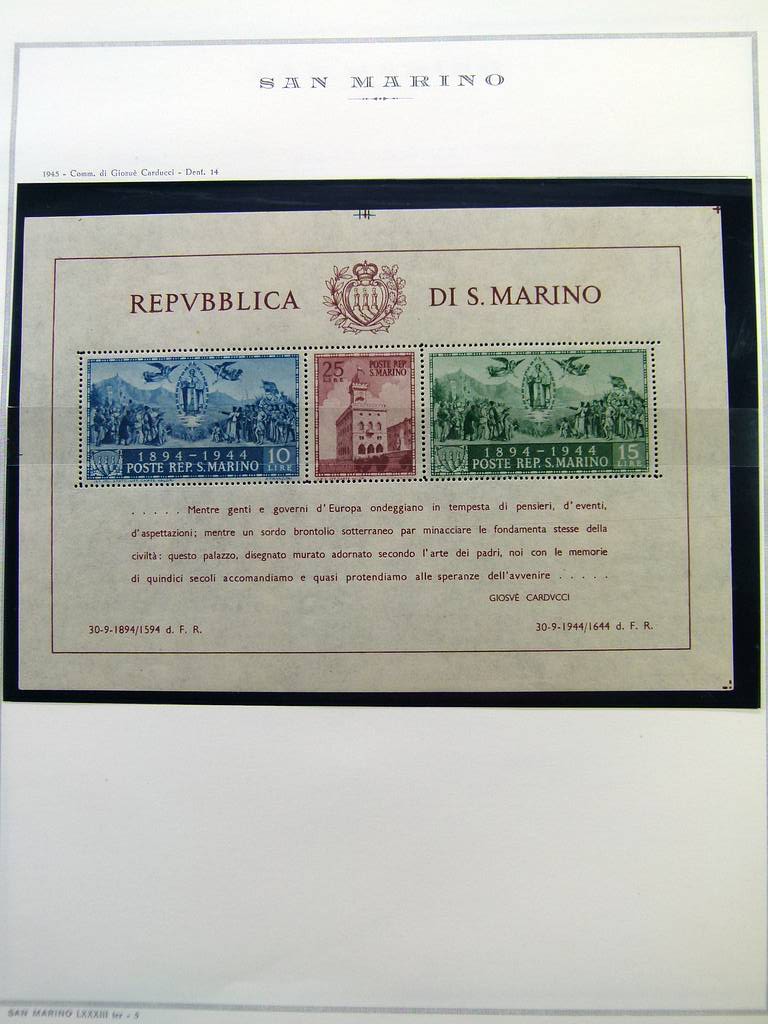 SAN MARINO
1945 - Comm. di Giosuè Carducci - Dent. 14
REPVBBLICA DI S. MARINO
1894-1944
10 LIRE
POSTE REP. S. MARINO
25 LIRE
POSTE REP.
S. MARINO
1894-1944
15 LIRE
POSTE REP. S. MARINO
. . . . . Mentre genti e governi d'Europa ondeggiano in tempesta di pensieri, d'eventi,
d'aspettazioni; mentre un sordo brontolio sotterraneo par minacciare le fondamenta stesse della
civiltà: questo palazzo, disegnato murato adornato secondo l'arte dei padri, noi con le memorie
di quindici secoli accomandiamo e quasi protendiamo alle speranze dell'avvenire . . . . .
GIOSVÈ CARDVCCI
30-9-1894/1594 d. F. R.
30-9-1944/1644 d. F. R.
SAN MARINO LXXXIII ter - 5